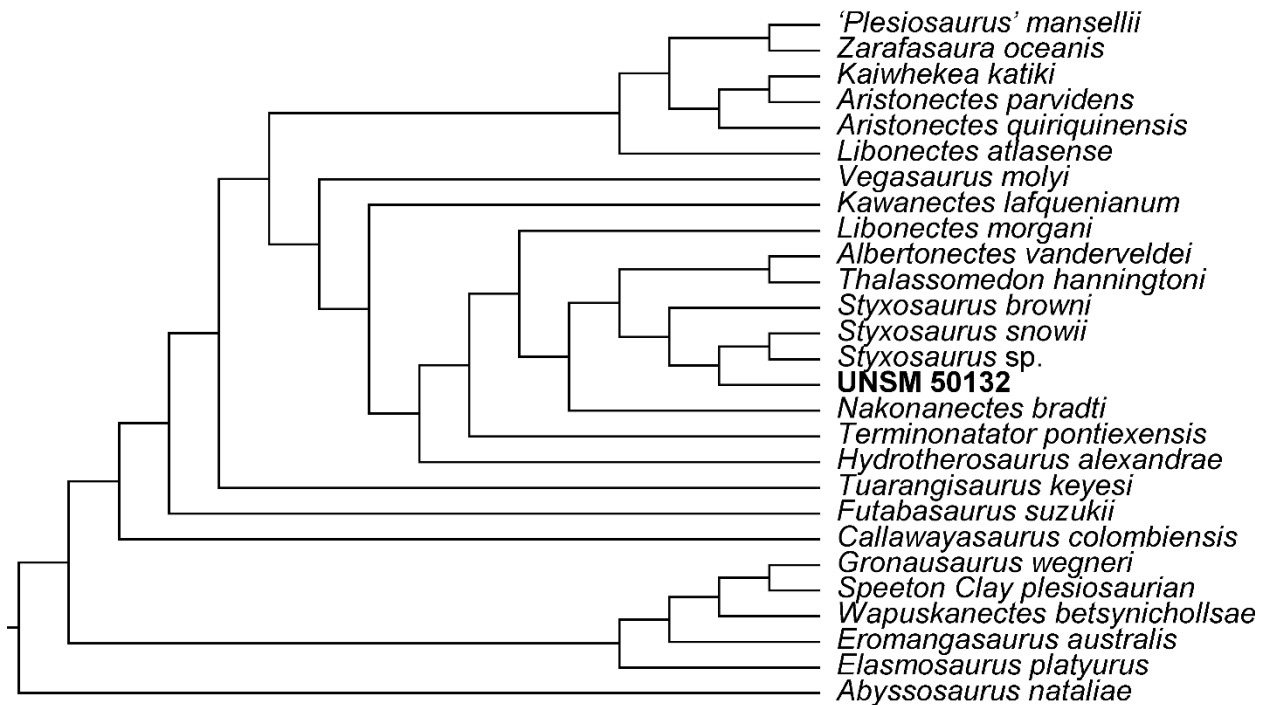 ‘Plesiosaurus’ mansellii
Zarafasaura oceanis
Kaiwhekea katiki
Aristonectes parvidens
Aristonectes quiriquinensis
Libonectes atlasense
Vegasaurus molyi
Kawanectes lafquenianum
Libonectes morgani
Albertonectes vanderveldei
Thalassomedon hanningtoni
Styxosaurus browni
Styxosaurus snowii
Styxosaurus sp.
UNSM 50132
Nakonanectes bradti
Terminonatator pontiexensis
Hydrotherosaurus alexandrae
Tuarangisaurus keyesi
Futabasaurus suzukii
Callawayasaurus colombiensis
Gronausaurus wegneri
Speeton Clay plesiosaurian
Wapuskanectes betsynichollsae
Eromangasaurus australis
Elasmosaurus platyurus
Abyssosaurus nataliae